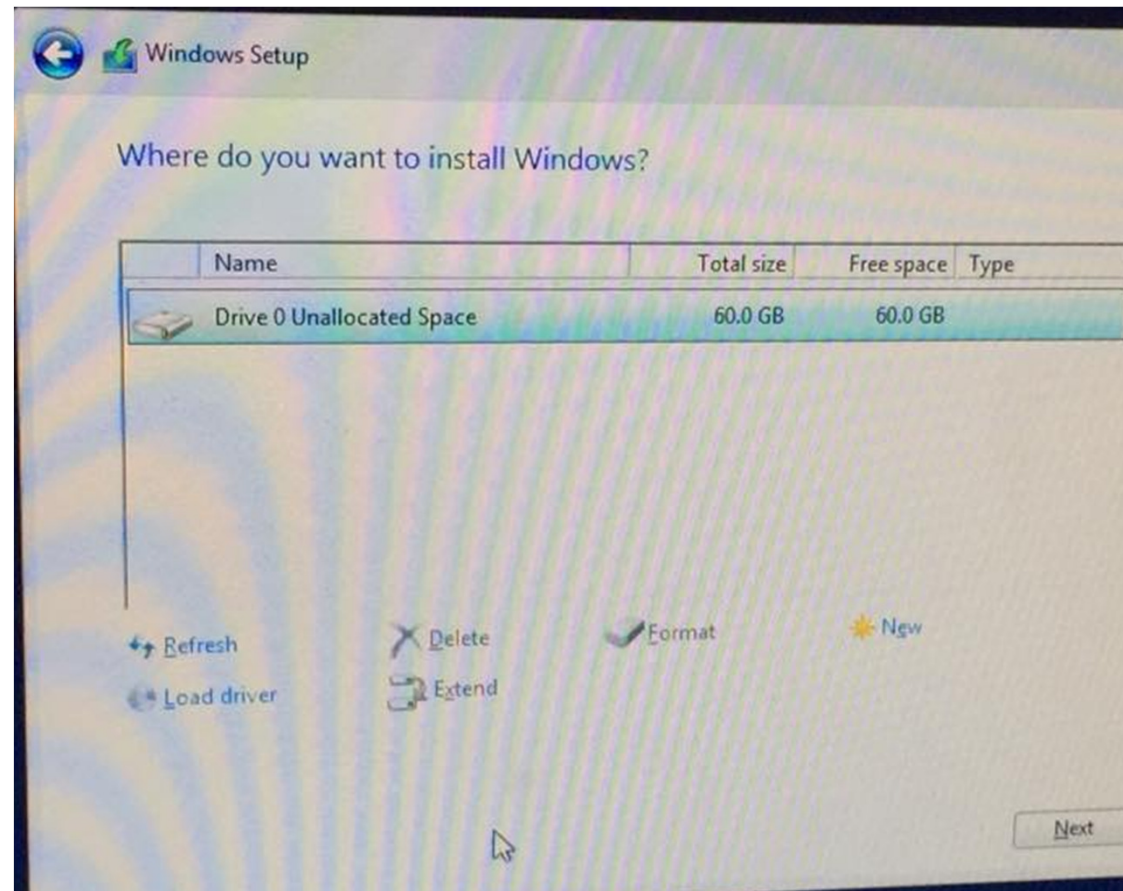 Windows Setup
Where do you want to install Windows?
Name Total size Free space Type
Drive 0 Unallocated Space 60.0 GB 60.0 GB
Refresh Delete Format New
Load driver Extend
Next